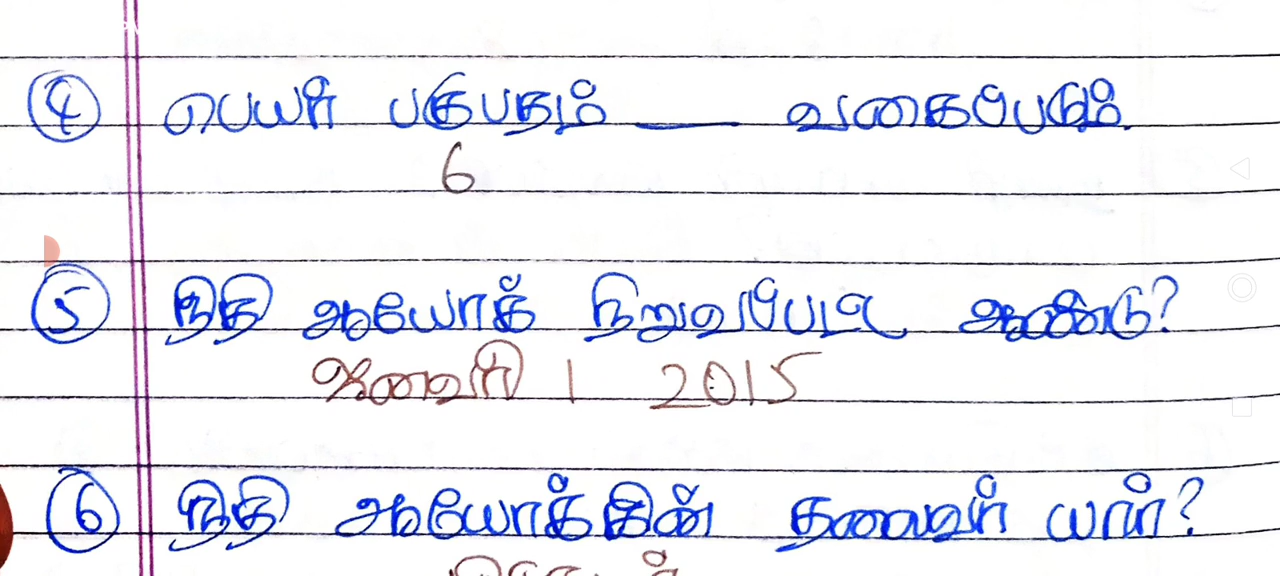 ④ பெயர் பகுபதம் ____ வகைப்படும்.
6
⑤ நிதி ஆயோக் நிறுவப்பட்ட ஆண்டு?
ஜனவரி 1 2015
⑥ நிதி ஆயோக்கின் தலைவர் யார்?